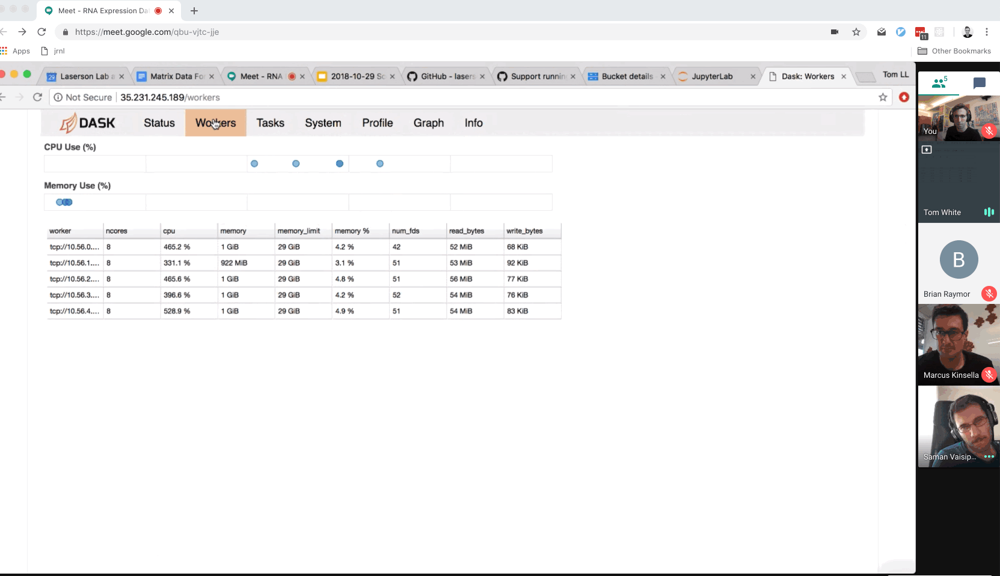 Meet - RNA Expression Da
https://meet.google.com/qbu-vjtc-jje
11
Apps jrnl Other Bookmarks
29 Laserson Lab a Matrix Data Fo Meet - RNA 2018-10-29 Sc GitHub - lasers Support runnin Bucket details JupyterLab Dask: Workers Tom LL
Not Secure 35.231.245.189/workers
DASK Status Workers Tasks System Profile Graph Info
CPU Use (%)
Memory Use (%)
worker ncores cpu memory memory_limit memory % num_fds read_bytes write_bytes
tcp://10.56.0.... 8 465.2 % 1 GiB 29 GiB 4.2 % 42 52 MiB 68 KiB
tcp://10.56.1.... 8 331.1 % 922 MiB 29 GiB 3.1 % 51 53 MiB 92 KiB
tcp://10.56.2.... 8 465.6 % 1 GiB 29 GiB 4.8 % 51 56 MiB 77 KiB
tcp://10.56.3.... 8 396.6 % 1 GiB 29 GiB 4.2 % 52 54 MiB 76 KiB
tcp://10.56.4.... 8 528.9 % 1 GiB 29 GiB 4.9 % 51 54 MiB 83 KiB
5
You
Tom White
B
Brian Raymor
Marcus Kinsella
Saman Vaisip...